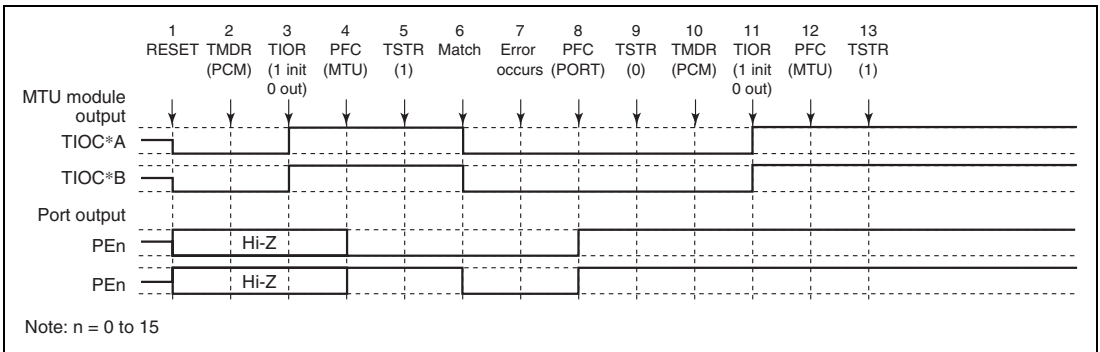 1 2 3 4 5 6 7 8 9 10 11 12 13
RESET TMDR TIOR PFC TSTR Match Error PFC TSTR TMDR TIOR PFC TSTR
(PCM) (1 init (MTU) (1) occurs (PORT) (0) (PCM) (1 init (MTU) (1)
0 out) 0 out)
MTU module
output
TIOC*A
TIOC*B
Port output
PEn Hi-Z
PEn Hi-Z
Note: n = 0 to 15